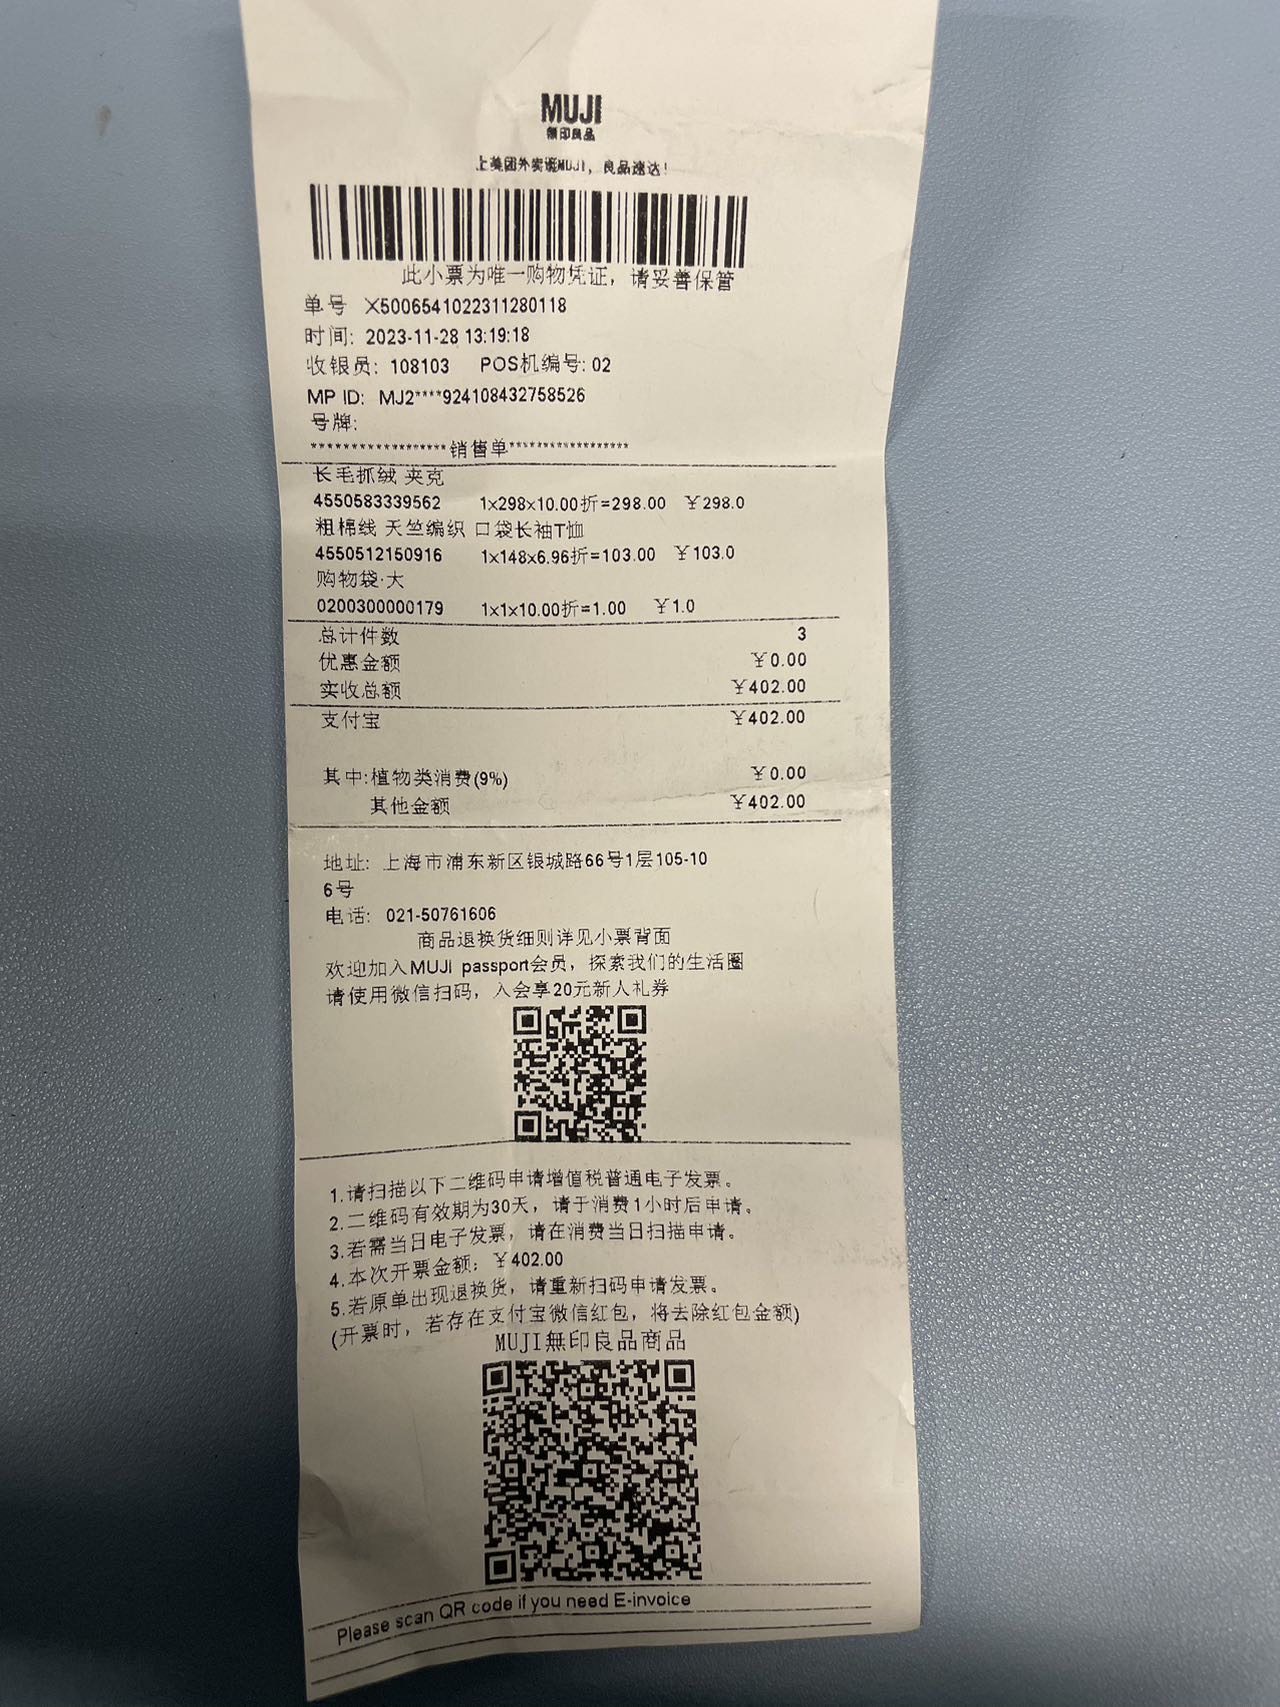 MUJI
無印良品
上美团外卖逛MUJI，良品速达！
此小票为唯一购物凭证，请妥善保管
单号 X5006541022311280118
时间: 2023-11-28 13:19:18
收银员: 108103 POS机编号: 02
MP ID: MJ2****924108432758526
号牌:
******************销售单*****************
长毛抓绒 夹克
4550583339562 1x298x10.00折=298.00 ￥298.0
粗棉线 天竺编织 口袋长袖T恤
4550512150916 1x148x6.96折=103.00 ￥103.0
购物袋·大
0200300000179 1x1x10.00折=1.00 ￥1.0
总计件数 3
优惠金额 ￥0.00
实收总额 ￥402.00
支付宝 ￥402.00
其中:植物类消费(9%) ￥0.00
其他金额 ￥402.00
地址: 上海市浦东新区银城路66号1层105-10
6号
电话: 021-50761606
商品退换货细则详见小票背面
欢迎加入MUJI passport会员，探索我们的生活圈
请使用微信扫码，入会享20元新人礼券
1.请扫描以下二维码申请增值税普通电子发票。
2.二维码有效期为30天，请于消费1小时后申请。
3.若需当日电子发票，请在消费当日扫描申请。
4.本次开票金额: ￥402.00
5.若原单出现退换货，请重新扫码申请发票。
(开票时，若存在支付宝微信红包，将去除红包金额)
MUJI無印良品商品
Please scan QR code if you need E-invoice